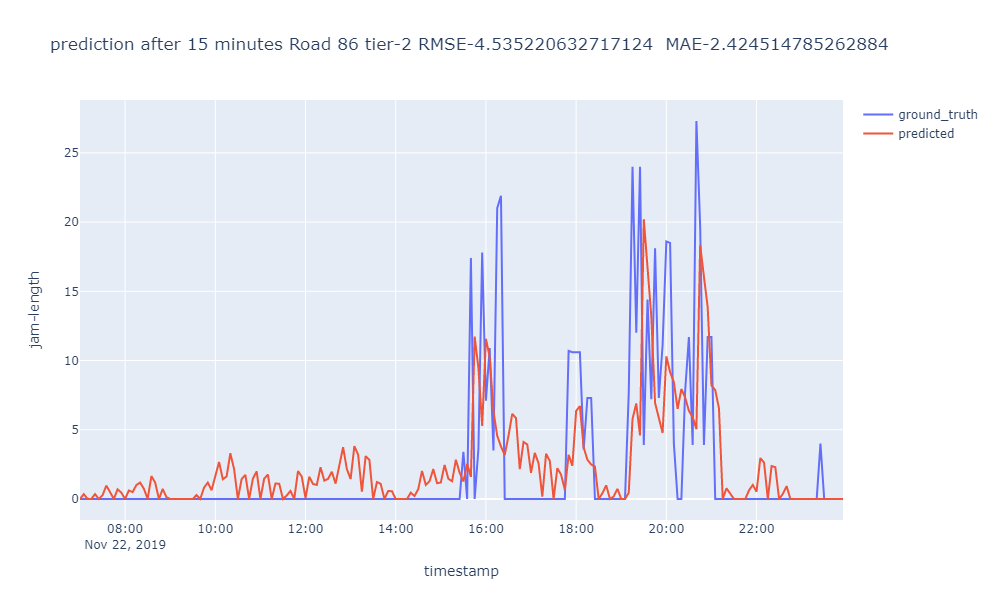 prediction after 15 minutes Road 86 tier-2 RMSE-4.535220632717124  MAE-2.424514785262884
ground_truth
predicted
25
20
15
10
5
0
jam-length
08:00 10:00 12:00 14:00 16:00 18:00 20:00 22:00
Nov 22, 2019
timestamp